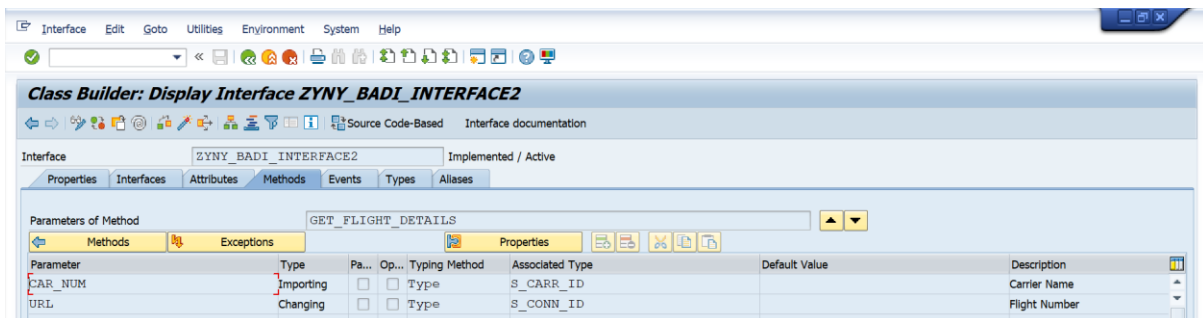 Interface Edit Goto Utilities Environment System Help
Class Builder: Display Interface ZYNY_BADI_INTERFACE2
Source Code-Based Interface documentation
Interface ZYNY_BADI_INTERFACE2 Implemented / Active
Properties Interfaces Attributes Methods Events Types Aliases
Parameters of Method GET_FLIGHT_DETAILS
Methods Exceptions Properties
Parameter Type Pa... Op... Typing Method Associated Type Default Value Description
CAR_NUM Importing Type S_CARR_ID Carrier Name
URL Changing Type S_CONN_ID Flight Number